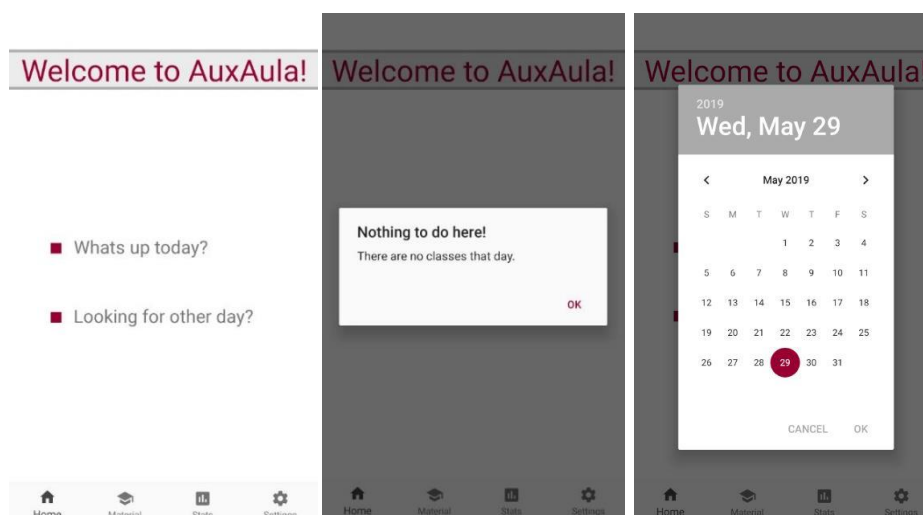 Welcome to AuxAula!
Whats up today?
Looking for other day?
Home Material Stats Settings
Welcome to AuxAula!
Nothing to do here!
There are no classes that day.
OK
Home Material Stats Settings
Welcome to AuxAula!
2019
Wed, May 29
May 2019
S M T W T F S
1 2 3 4
5 6 7 8 9 10 11
12 13 14 15 16 17 18
19 20 21 22 23 24 25
26 27 28 29 30 31
CANCEL OK
Home Material Stats Settings